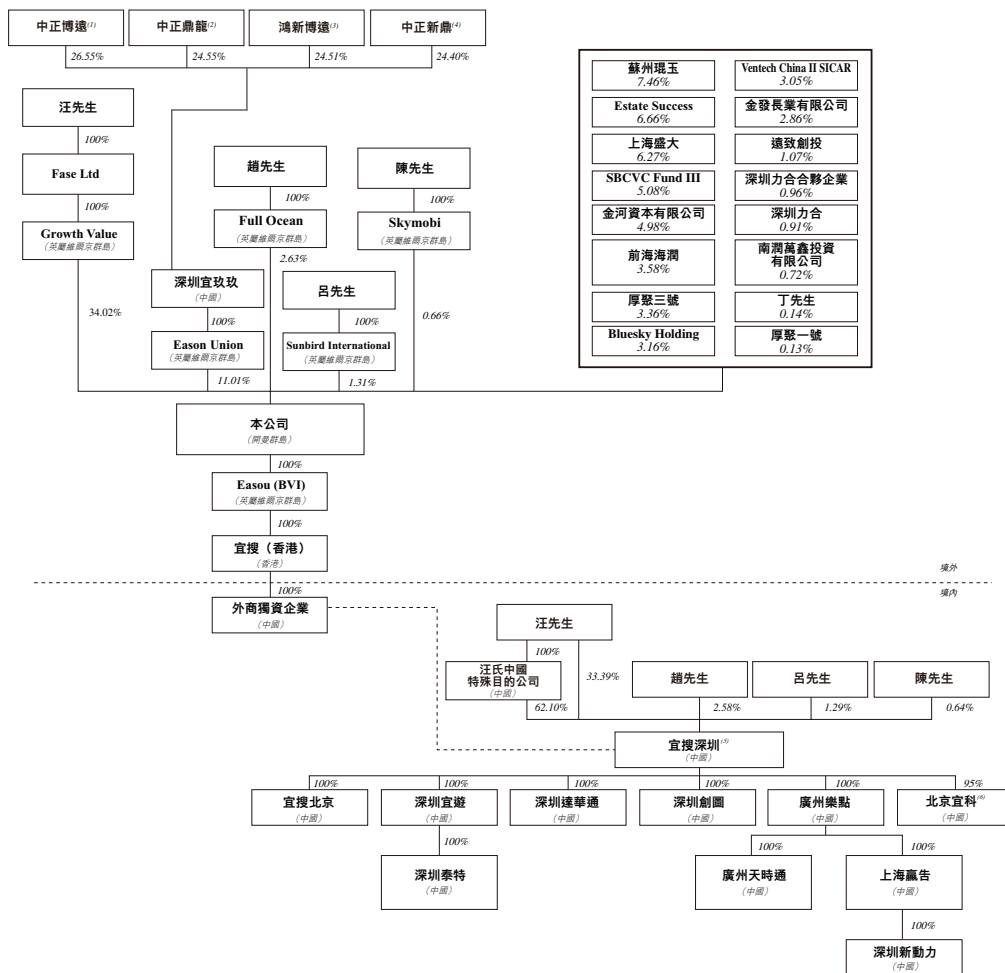 中正博遠(1)
中正鼎龍(2)
鴻新博遠(3)
中正新鼎(4)
26.55%
24.55%
24.51%
24.40%
汪先生
100%
Fase Ltd
100%
Growth Value
(英屬維爾京群島)
34.02%
深圳宜玖玖
(中國)
100%
Eason Union
(英屬維爾京群島)
11.01%
趙先生
100%
Full Ocean
(英屬維爾京群島)
2.63%
呂先生
100%
Sunbird International
(英屬維爾京群島)
1.31%
陳先生
100%
Skymobi
(英屬維爾京群島)
0.66%
蘇州琨玉
7.46%
Ventech China II SICAR
3.05%
Estate Success
6.66%
金發長業有限公司
2.86%
上海盛大
6.27%
遠致創投
1.07%
SBCVC Fund III
5.08%
深圳力合合夥企業
0.96%
金河資本有限公司
4.98%
深圳力合
0.91%
前海海潤
3.58%
南潤萬鑫投資
有限公司
0.72%
厚聚三號
3.36%
丁先生
0.14%
Bluesky Holding
3.16%
厚聚一號
0.13%
本公司
(開曼群島)
100%
Easou (BVI)
(英屬維爾京群島)
100%
宜搜（香港）
(香港)
境外
境內
100%
外商獨資企業
(中國)
汪先生
100%
33.39%
汪氏中國
特殊目的公司
(中國)
62.10%
趙先生
2.58%
呂先生
1.29%
陳先生
0.64%
宜搜深圳(5)
(中國)
100%
100%
100%
100%
100%
95%
宜搜北京
(中國)
深圳宜遊
(中國)
深圳達華通
(中國)
深圳創圖
(中國)
廣州樂點
(中國)
北京宜科(6)
(中國)
100%
100%
100%
深圳泰特
(中國)
廣州天時通
(中國)
上海贏告
(中國)
100%
深圳新動力
(中國)